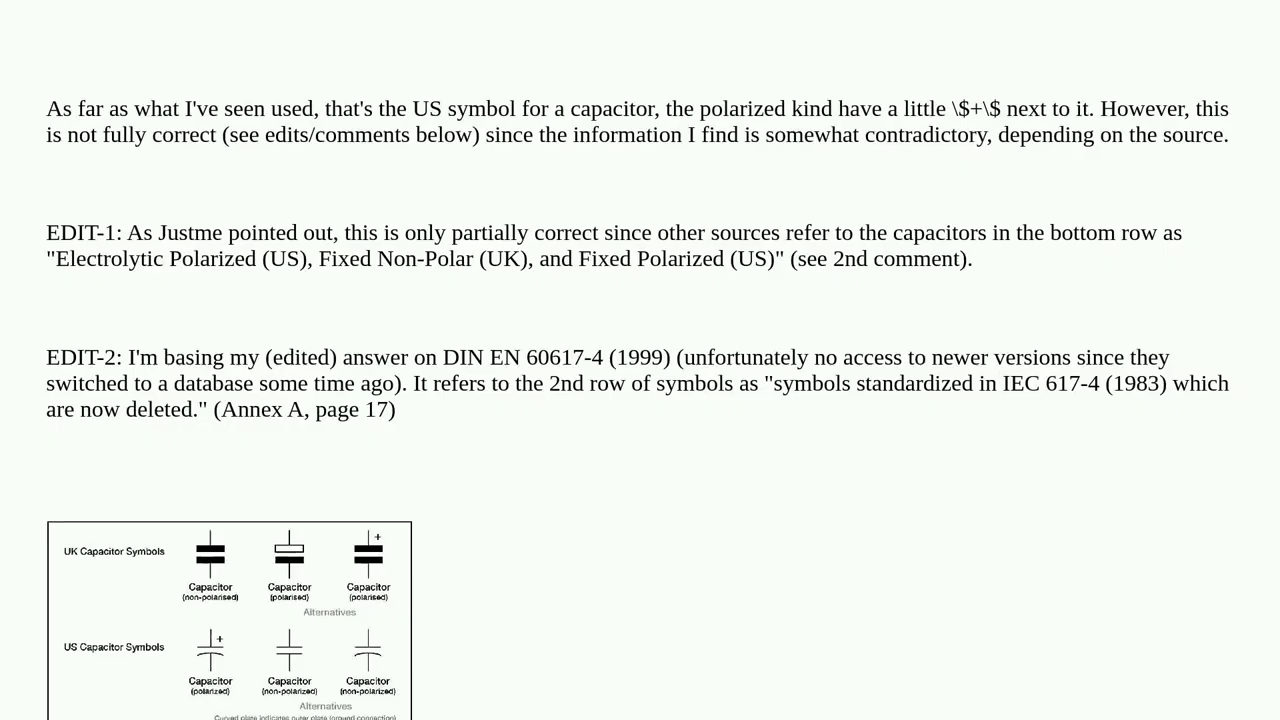 As far as what I've seen used, that's the US symbol for a capacitor, the polarized kind have a little \$+\$ next to it. However, this
is not fully correct (see edits/comments below) since the information I find is somewhat contradictory, depending on the source.
EDIT-1: As Justme pointed out, this is only partially correct since other sources refer to the capacitors in the bottom row as
"Electrolytic Polarized (US), Fixed Non-Polar (UK), and Fixed Polarized (US)" (see 2nd comment).
EDIT-2: I'm basing my (edited) answer on DIN EN 60617-4 (1999) (unfortunately no access to newer versions since they
switched to a database some time ago). It refers to the 2nd row of symbols as "symbols standardized in IEC 617-4 (1983) which
are now deleted." (Annex A, page 17)
+
UK Capacitor Symbols
Capacitor Capacitor Capacitor
(non-polarised) (polarised) (polarised)
Alternatives
+
US Capacitor Symbols
Capacitor Capacitor Capacitor
(polarized) (non-polarized) (non-polarized)
Alternatives
Curved plate indicates outer plate (ground connection)